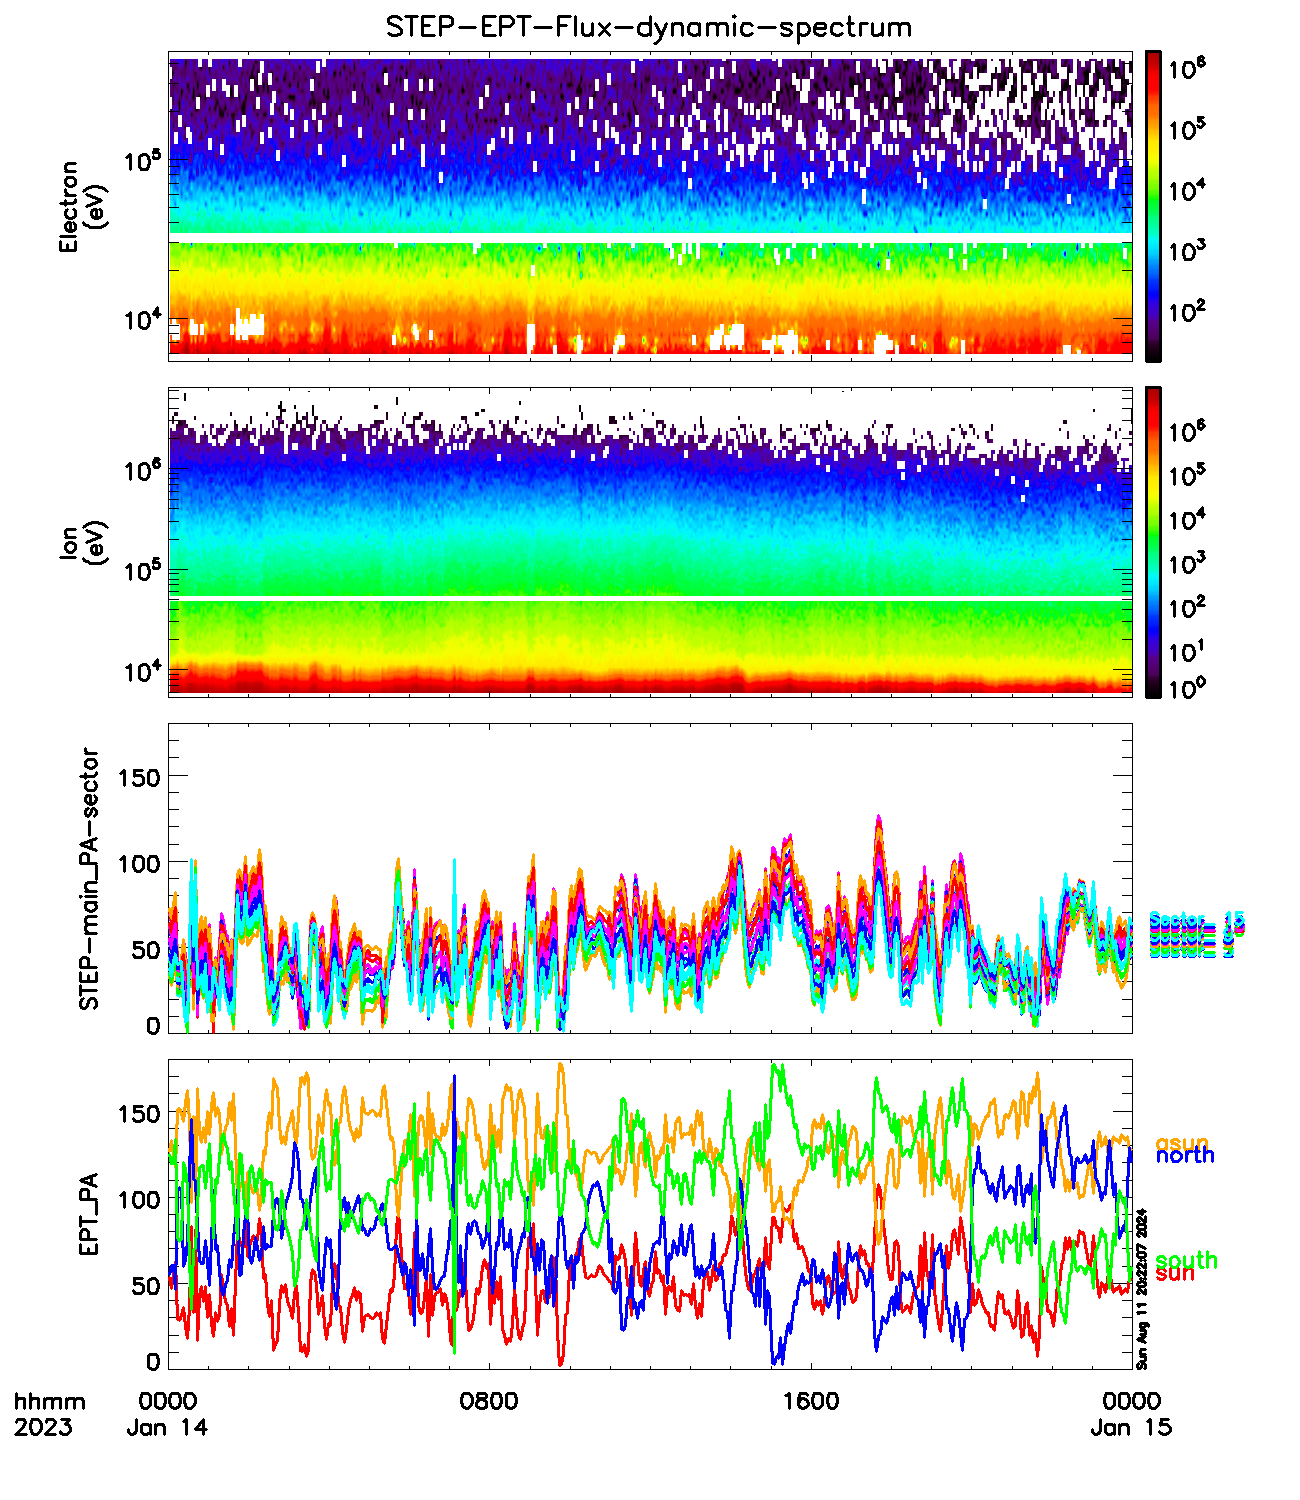 STEP-EPT-Flux-dynamic-spectrum
Electron
(eV)
10^5
10^4
10^6
10^5
10^4
10^3
10^2
Ion
(eV)
10^6
10^5
10^4
10^6
10^5
10^4
10^3
10^2
10^1
10^0
STEP-main_PA-sector
150
100
50
0
Sector_ 15
EPT_PA
150
100
50
0
asun
north
south
sun
Sun Aug 11 20:22:07 2024
hhmm 0000 0800 1600 0000
2023 Jan 14 Jan 15